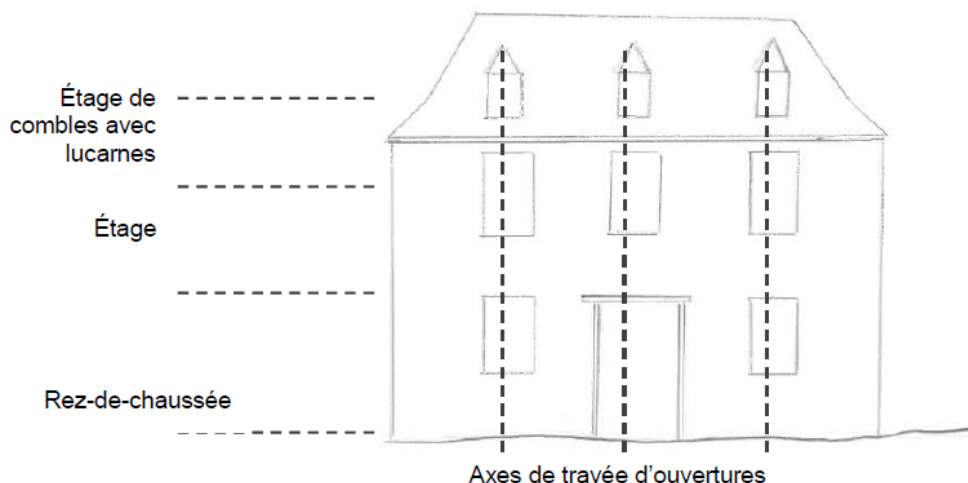 Étage de
combles avec
lucarnes
Étage
Rez-de-chaussée
Axes de travée d'ouvertures